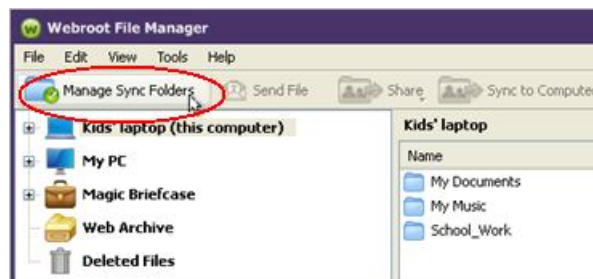 Webroot File Manager
File Edit View Tools Help
Manage Sync Folders Send File Share Sync to Computer
Kids' laptop (this computer)
My PC
Magic Briefcase
Web Archive
Deleted Files
Kids' laptop
Name
My Documents
My Music
School_Work